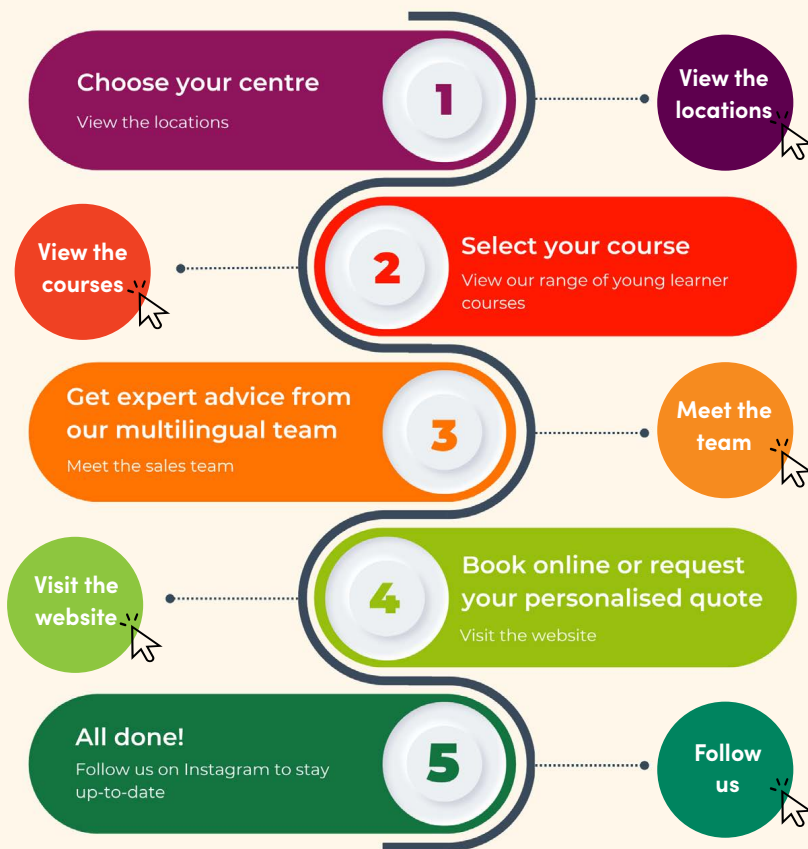 Choose your centre
View the locations
1
View the
locations
View the
courses
2
Select your course
View our range of young learner
courses
Get expert advice from
our multilingual team
Meet the sales team
3
Meet the
team
Visit the
website
4
Book online or request
your personalised quote
Visit the website
All done!
Follow us on Instagram to stay
up-to-date
5
Follow
us